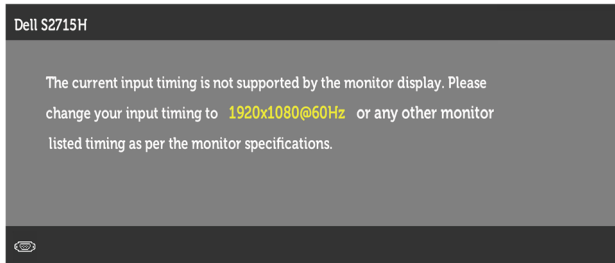 Dell S2715H
The current input timing is not supported by the monitor display. Please
change your input timing to 1920x1080@60Hz or any other monitor
listed timing as per the monitor specifications.